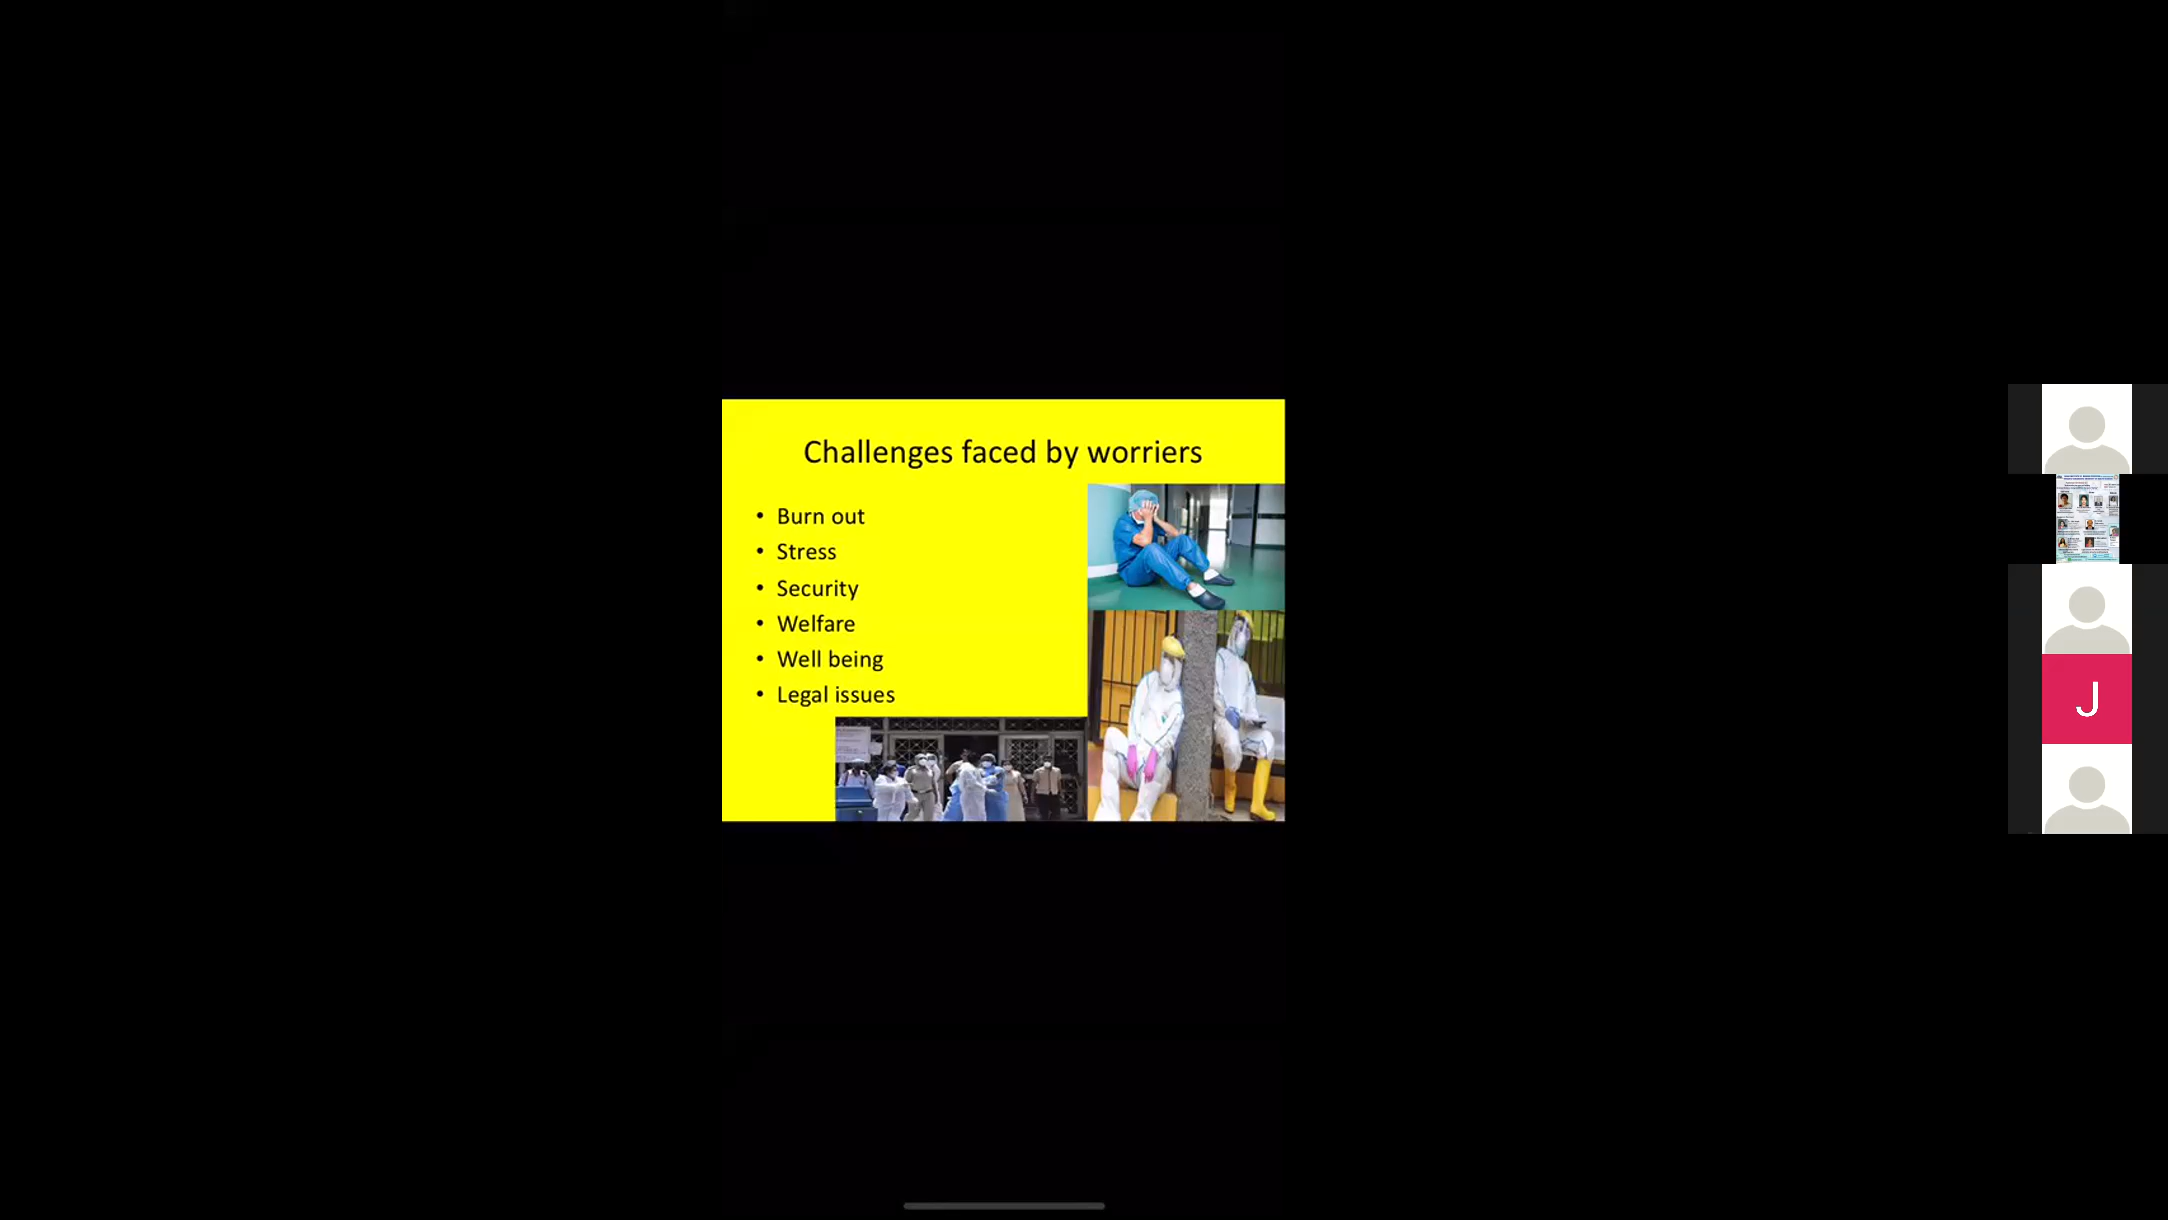 Challenges faced by worriers
• Burn out
• Stress
• Security
• Welfare
• Well being
• Legal issues
J